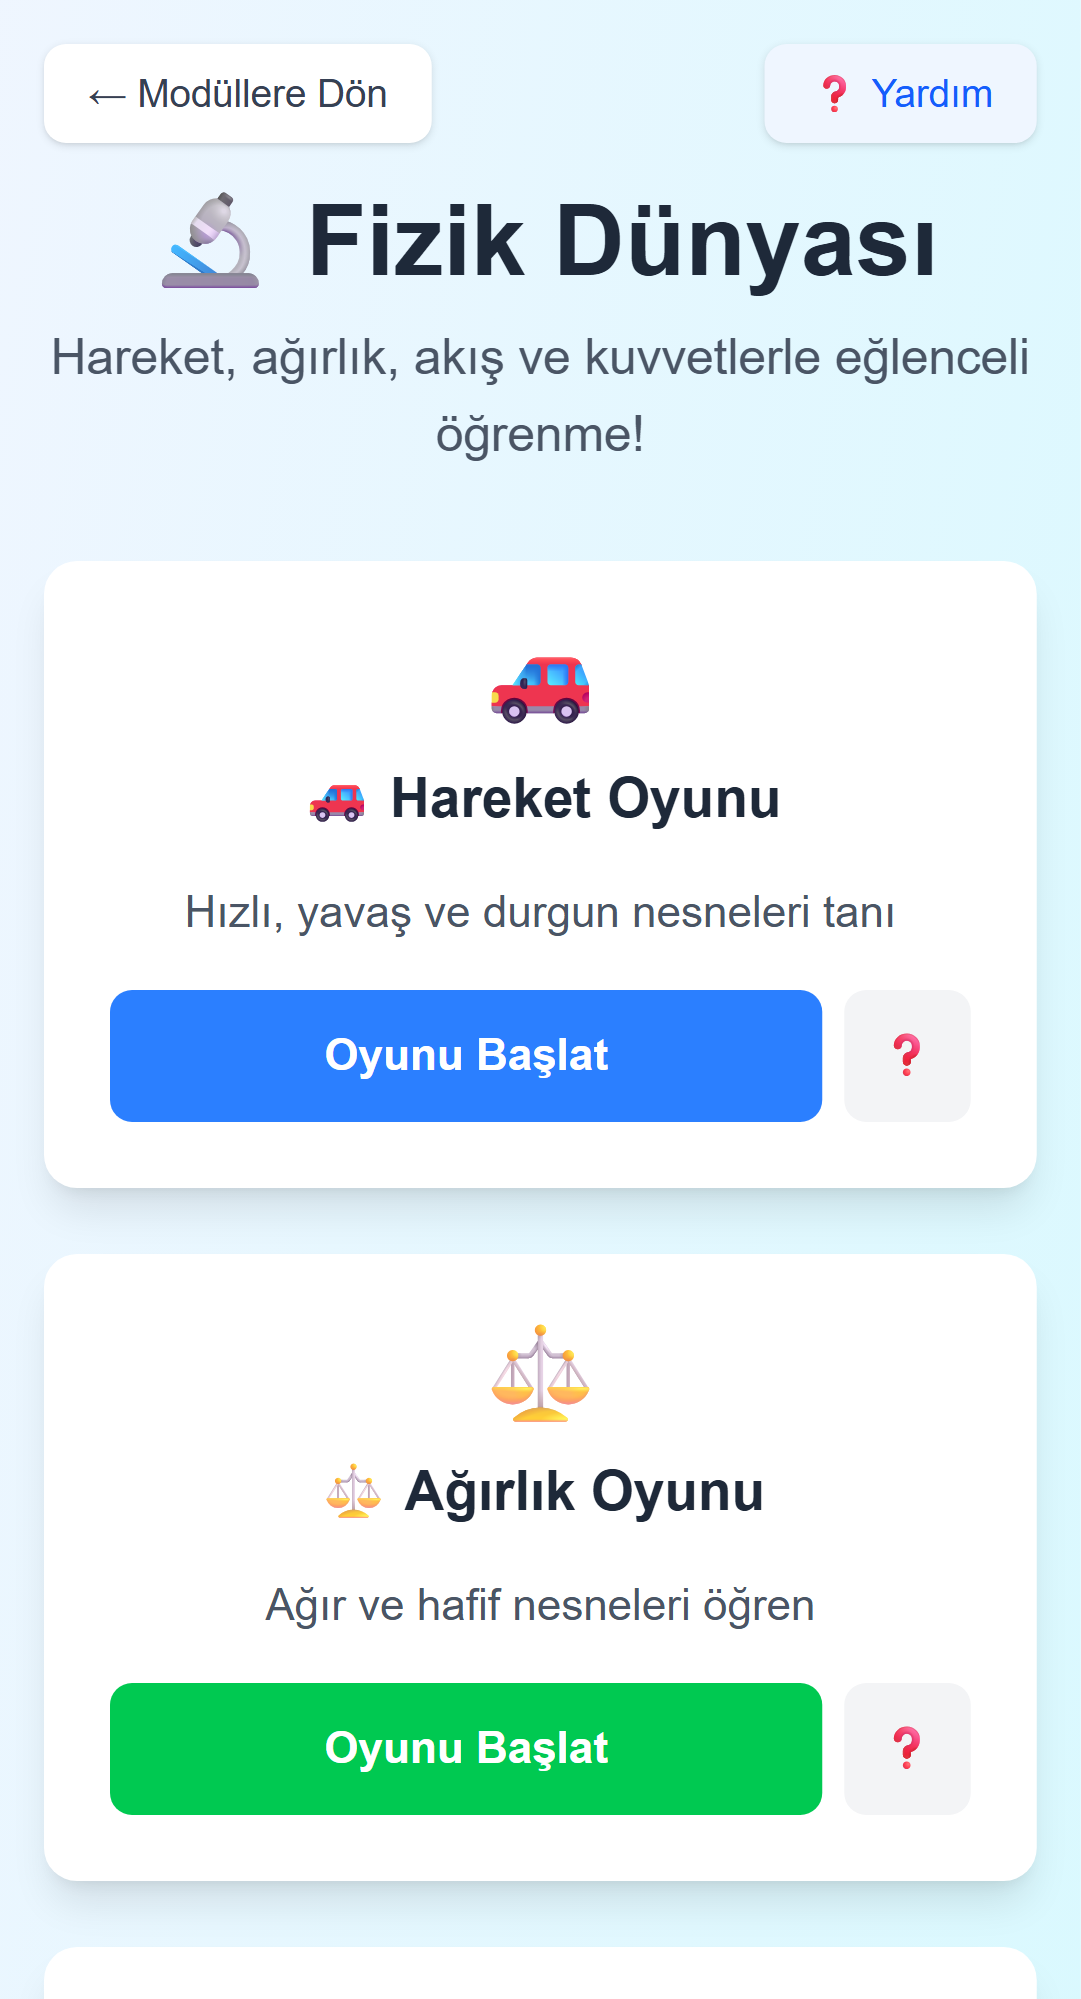 ← Modüllere Dön
❓ Yardım
🔬 Fizik Dünyası
Hareket, ağırlık, akış ve kuvvetlerle eğlenceli
öğrenme!
🚗
🚗 Hareket Oyunu
Hızlı, yavaş ve durgun nesneleri tanı
Oyunu Başlat
❓
⚖️
⚖️ Ağırlık Oyunu
Ağır ve hafif nesneleri öğren
Oyunu Başlat
❓